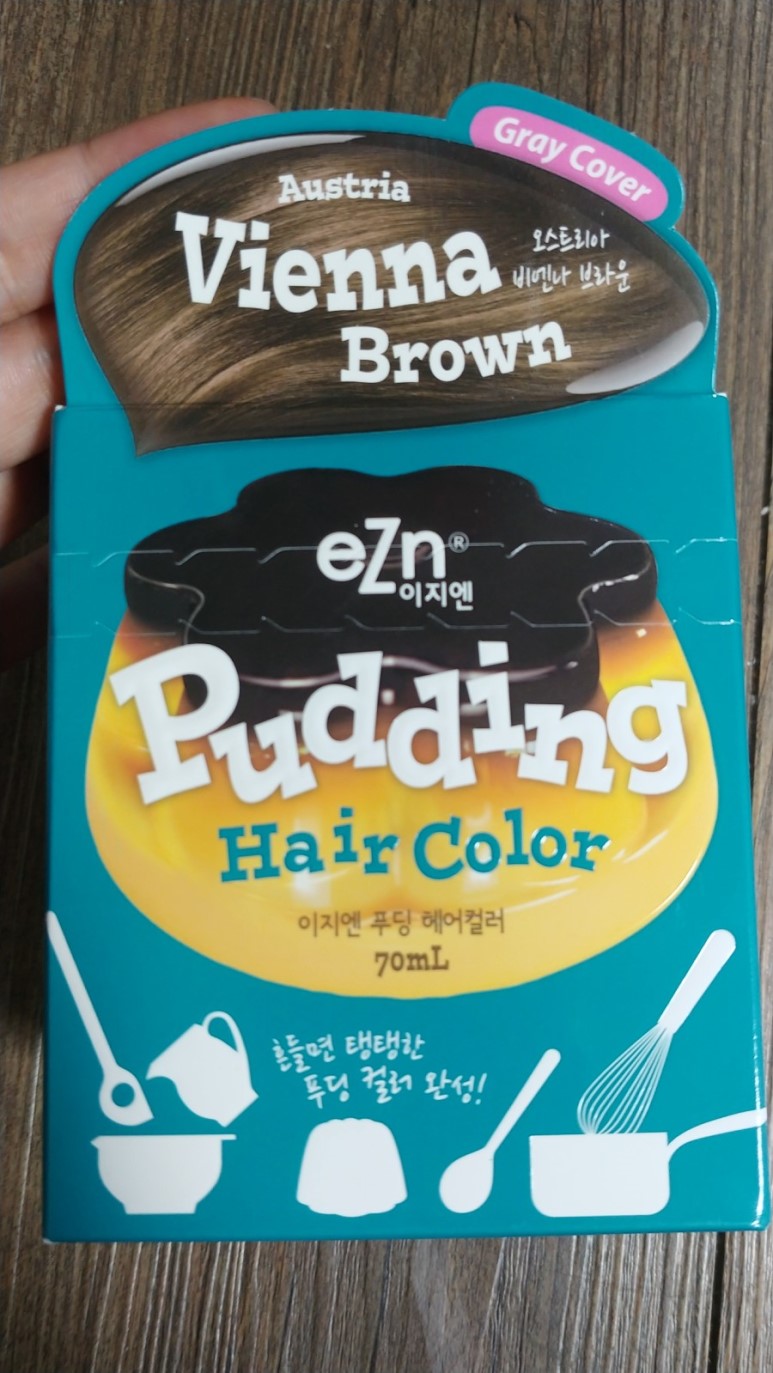 Gray Cover
Austria
Vienna
Brown
오스트리아
비엔나 브라운
eZn®
이지엔
Pudding
Hair Color
이지엔 푸딩 헤어컬러
70mL
흔들면 탱탱한
푸딩 컬러 완성!